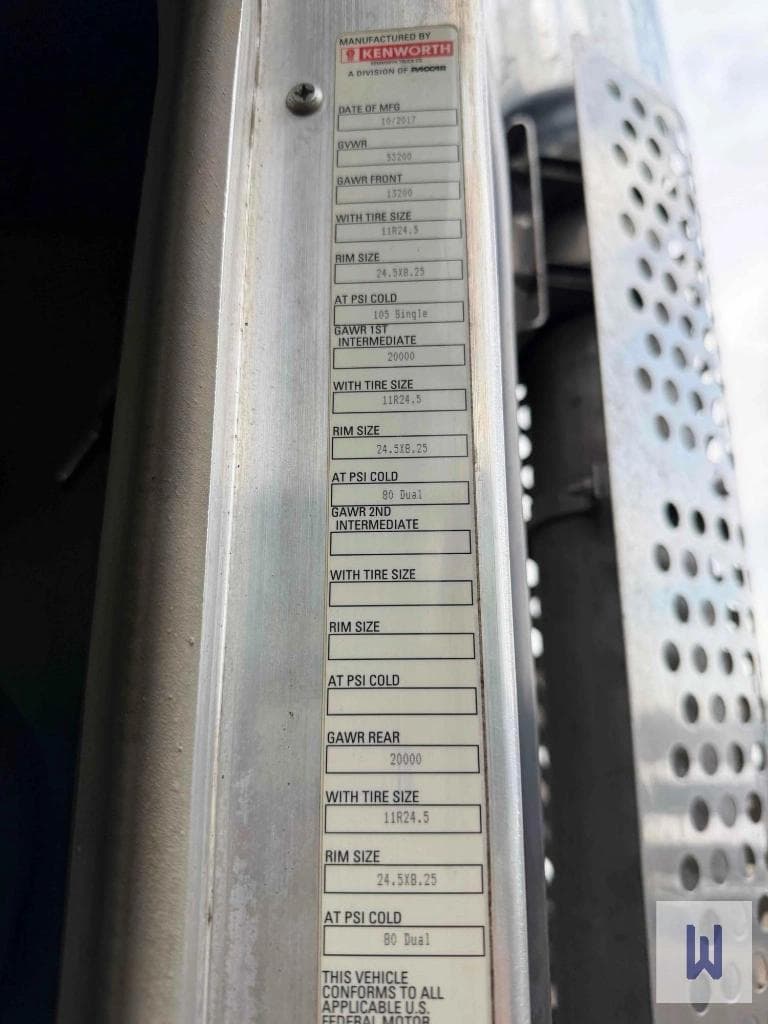 MANUFACTURED BY
KENWORTH
KENWORTH TRUCK CO.
A DIVISION OF PACCAR
DATE OF MFG
10/2017
GVWR
53200
GAWR FRONT
13200
WITH TIRE SIZE
11R24.5
RIM SIZE
24.5X8.25
AT PSI COLD
105 Single
GAWR 1ST
INTERMEDIATE
20000
WITH TIRE SIZE
11R24.5
RIM SIZE
24.5X8.25
AT PSI COLD
80 Dual
GAWR 2ND
INTERMEDIATE
WITH TIRE SIZE
RIM SIZE
AT PSI COLD
GAWR REAR
20000
WITH TIRE SIZE
11R24.5
RIM SIZE
24.5X8.25
AT PSI COLD
80 Dual
THIS VEHICLE
CONFORMS TO ALL
APPLICABLE U.S.
FEDERAL MOTOR
W